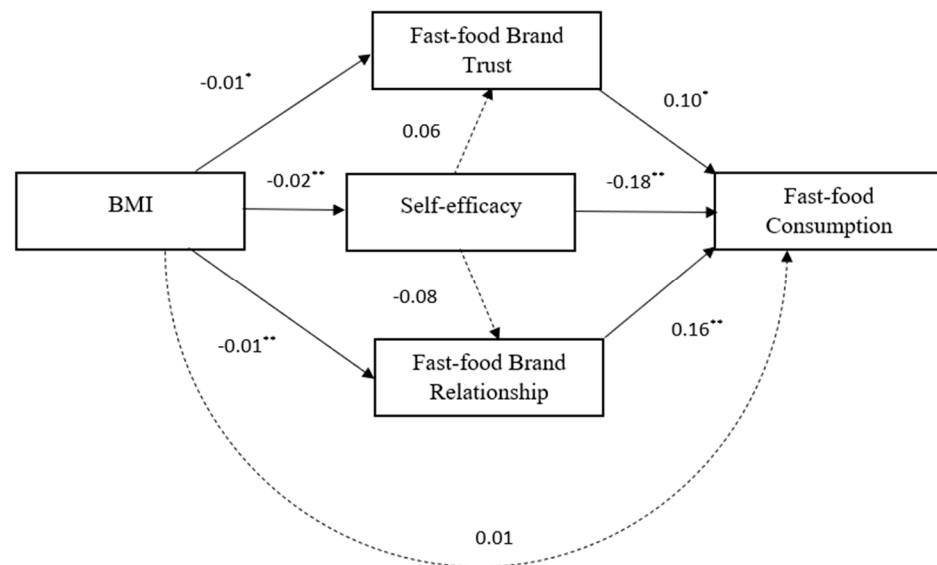 Fast-food Brand
Trust
-0.01*
0.10*
0.06
BMI
-0.02**
Self-efficacy
-0.18**
Fast-food
Consumption
-0.08
-0.01**
0.16**
Fast-food Brand
Relationship
0.01